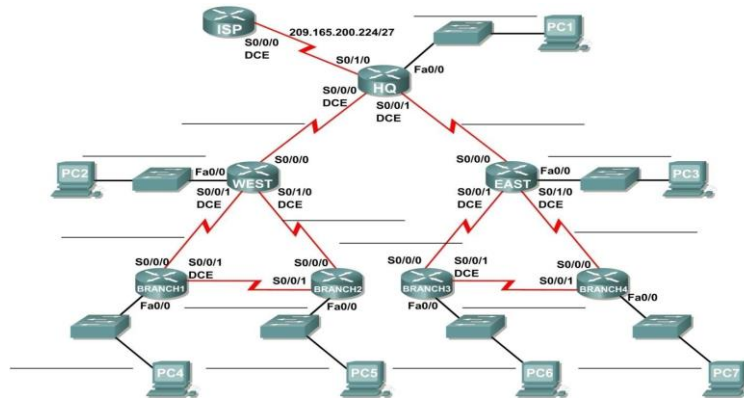 ISP
209.165.200.224/27
S0/0/0
DCE
S0/1/0
Fa0/0
PC1
HQ
S0/0/0
DCE
S0/0/1
DCE
PC2
Fa0/0
S0/0/0
WEST
S0/0/1
DCE
S0/1/0
DCE
S0/0/0
Fa0/0
EAST
PC3
S0/0/1
DCE
S0/1/0
DCE
S0/0/0
S0/0/1
DCE
BRANCH1
Fa0/0
S0/0/0
S0/0/1
BRANCH2
Fa0/0
S0/0/0
S0/0/1
DCE
BRANCH3
Fa0/0
S0/0/0
S0/0/1
BRANCH4
Fa0/0
PC4
PC5
PC6
PC7